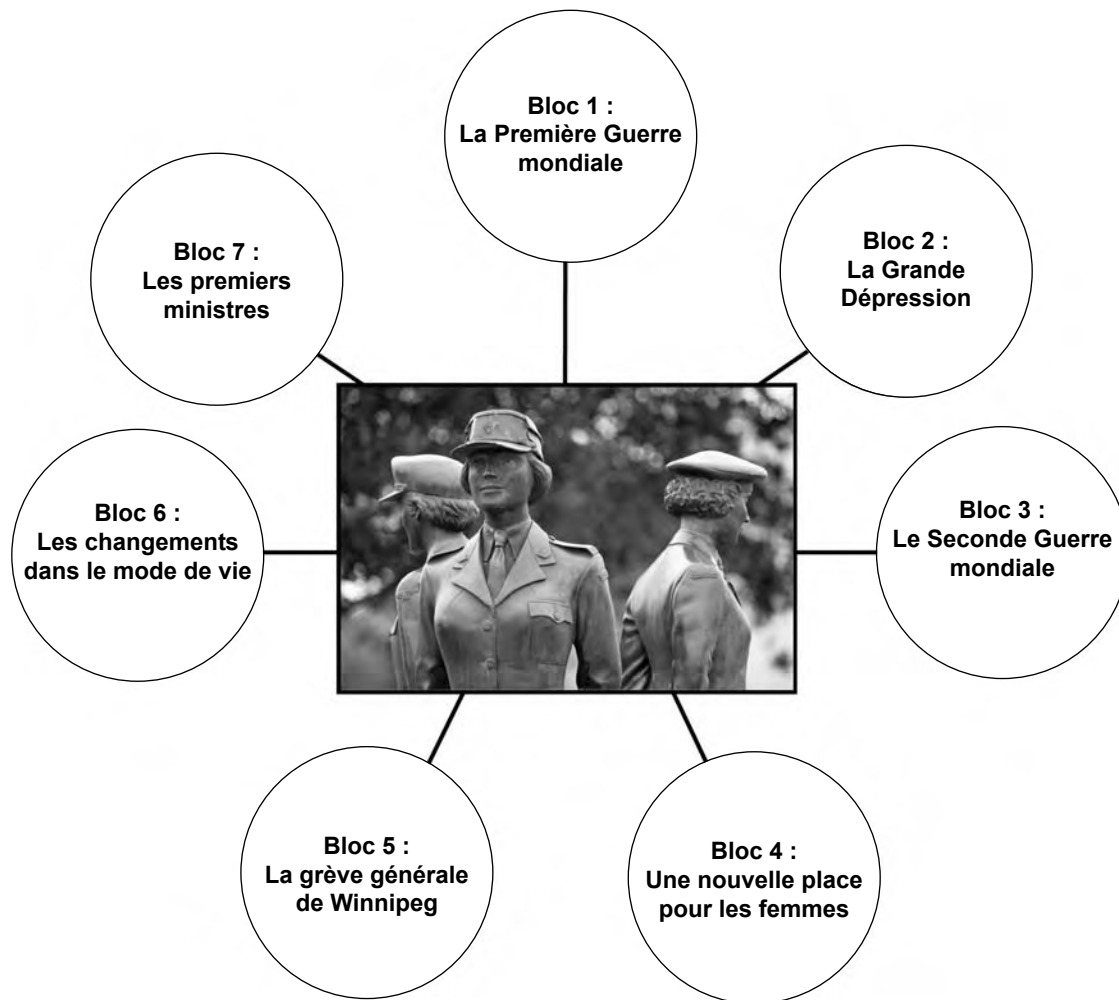 Bloc 1 :
La Première Guerre
mondiale
Bloc 2 :
La Grande
Dépression
Bloc 3 :
Le Seconde Guerre
mondiale
Bloc 4 :
Une nouvelle place
pour les femmes
Bloc 5 :
La grève générale
de Winnipeg
Bloc 6 :
Les changements
dans le mode de vie
Bloc 7 :
Les premiers
ministres